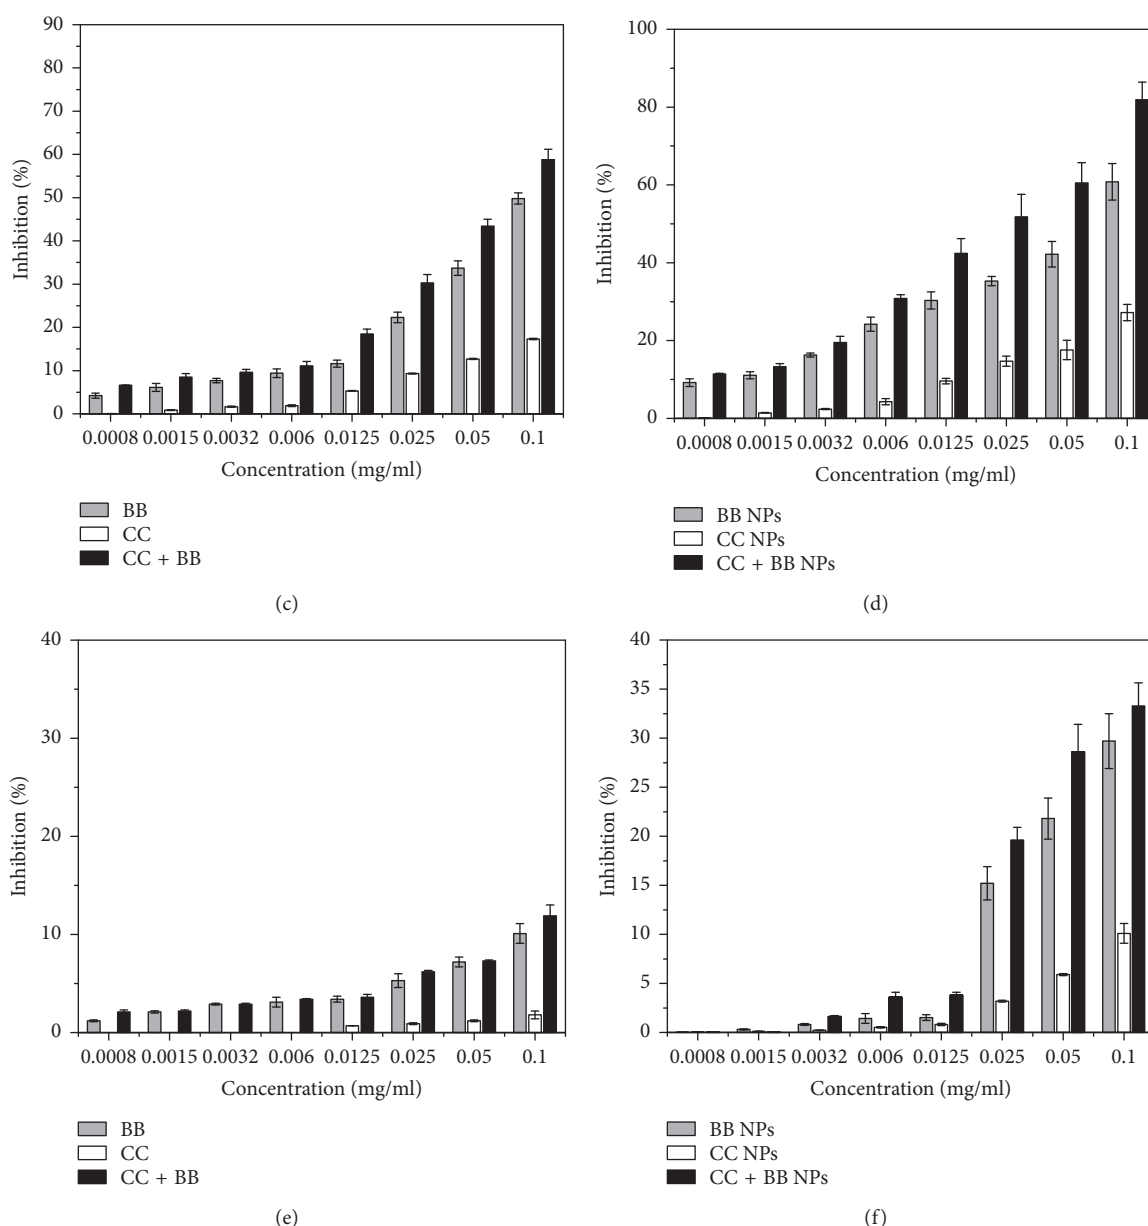 90
80
70
60
50
40
30
20
10
0
Inhibition (%)
0.0008 0.0015 0.0032 0.006 0.0125 0.025 0.05 0.1
Concentration (mg/ml)
BB
CC
CC + BB
(c)
100
80
60
40
20
0
Inhibition (%)
0.0008 0.0015 0.0032 0.006 0.0125 0.025 0.05 0.1
Concentration (mg/ml)
BB NPs
CC NPs
CC + BB NPs
(d)
40
30
20
10
0
Inhibition (%)
0.0008 0.0015 0.0032 0.006 0.0125 0.025 0.05 0.1
Concentration (mg/ml)
BB
CC
CC + BB
(e)
40
35
30
25
20
15
10
5
0
Inhibition (%)
0.0008 0.0015 0.0032 0.006 0.0125 0.025 0.05 0.1
Concentration (mg/ml)
BB NPs
CC NPs
CC + BB NPs
(f)